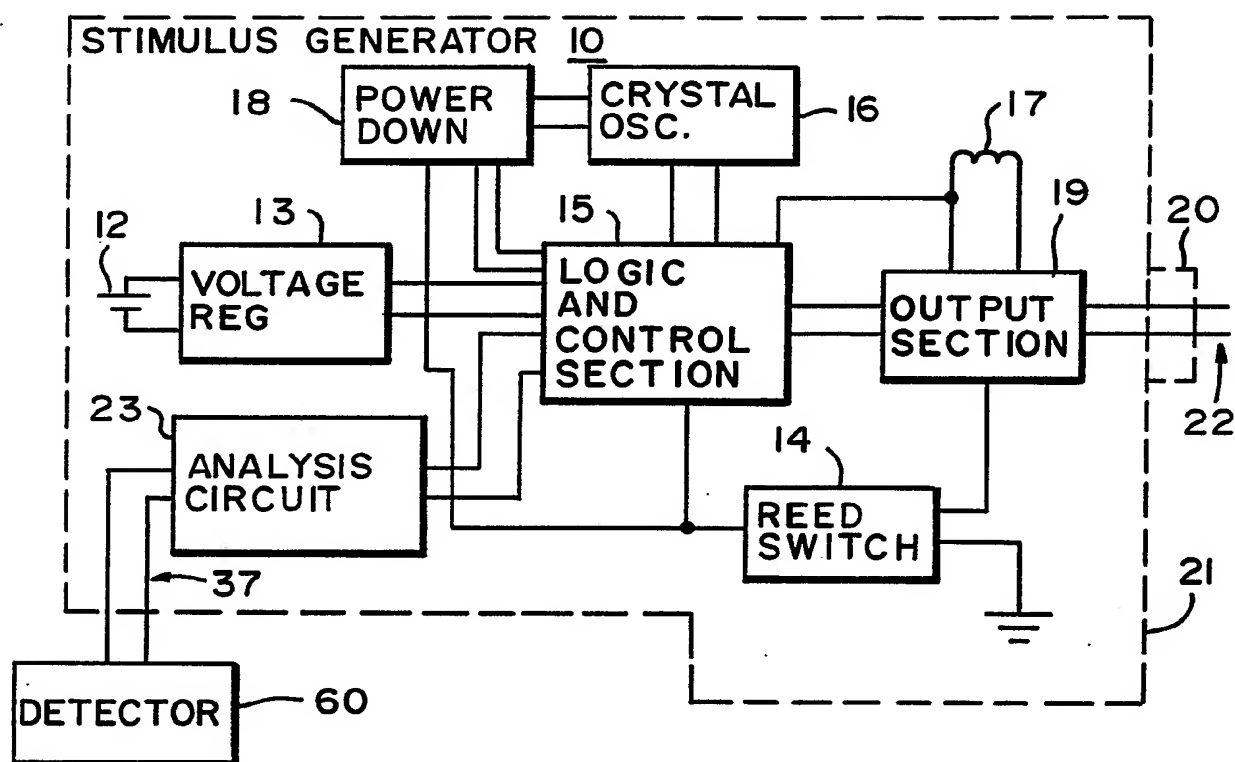 STIMULUS GENERATOR 10
18
POWER
DOWN
CRYSTAL
OSC.
16
17
12
13
VOLTAGE
REG
15
LOGIC
AND
CONTROL
SECTION
19
OUTPUT
SECTION
20
22
23
ANALYSIS
CIRCUIT
14
REED
SWITCH
37
21
DETECTOR
60